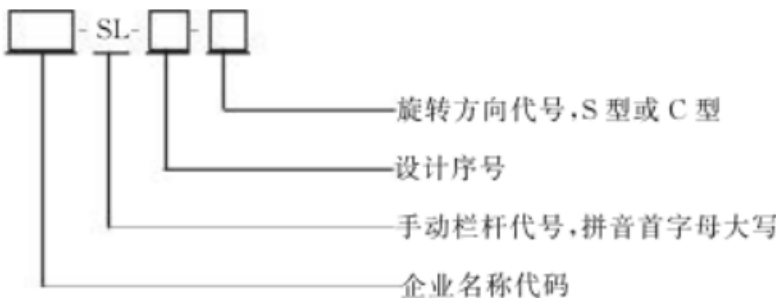 - SL- -
旋转方向代号,S 型或 C 型
设计序号
手动栏杆代号,拼音首字母大写
企业名称代码